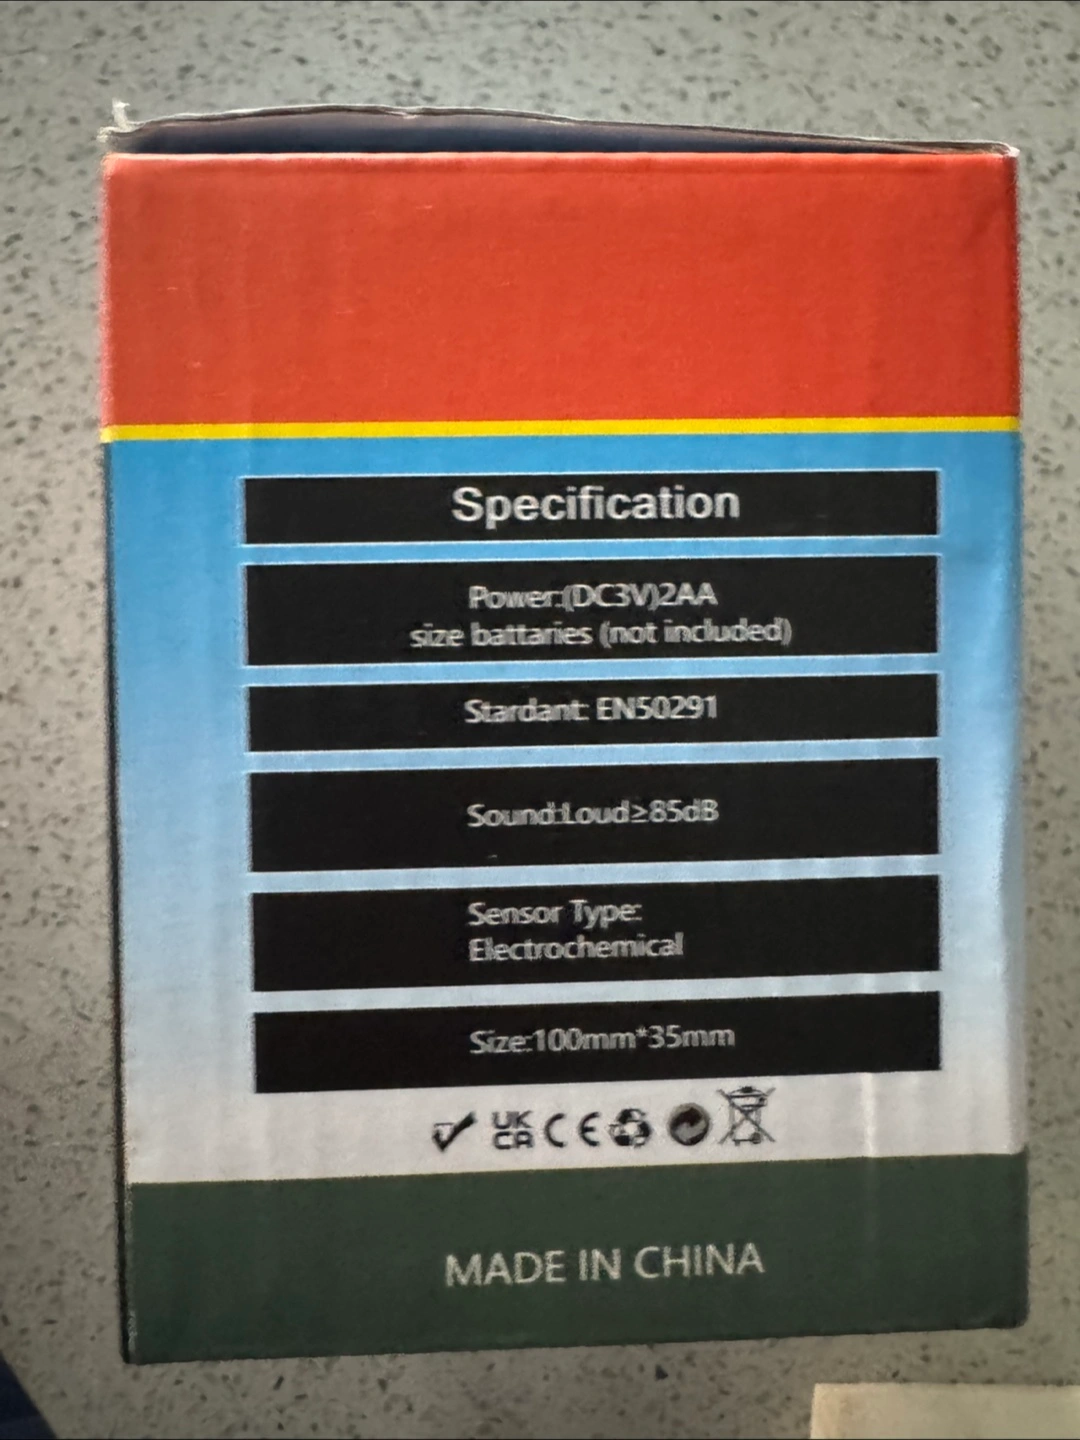 Specification
Power:(DC3V)2AA
size battaries (not included)
Stardant: EN50291
Sound:Loud≥85dB
Sensor Type:
Electrochemical
Size:100mm*35mm
UK
CA CE
MADE IN CHINA